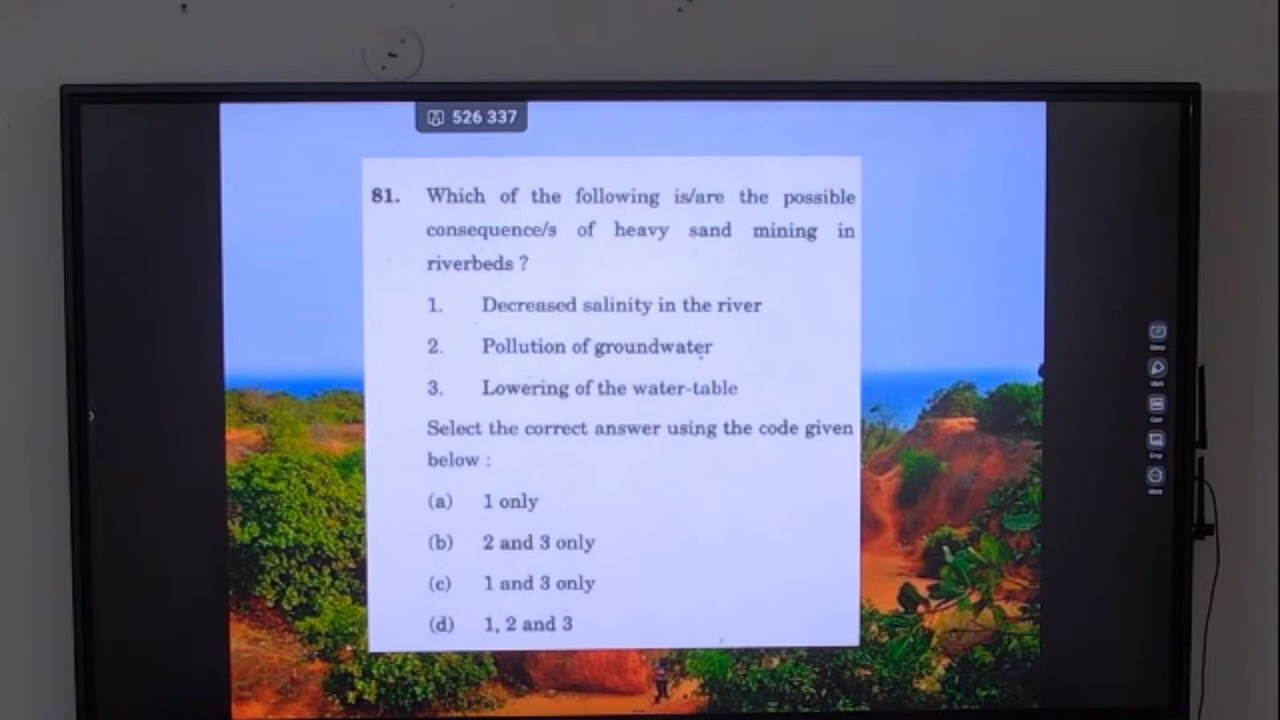 526 337
81. Which of the following is/are the possible
consequence/s of heavy sand mining in
riverbeds ?
1. Decreased salinity in the river
2. Pollution of groundwater
3. Lowering of the water-table
Select the correct answer using the code given
below :
(a) 1 only
(b) 2 and 3 only
(c) 1 and 3 only
(d) 1, 2 and 3